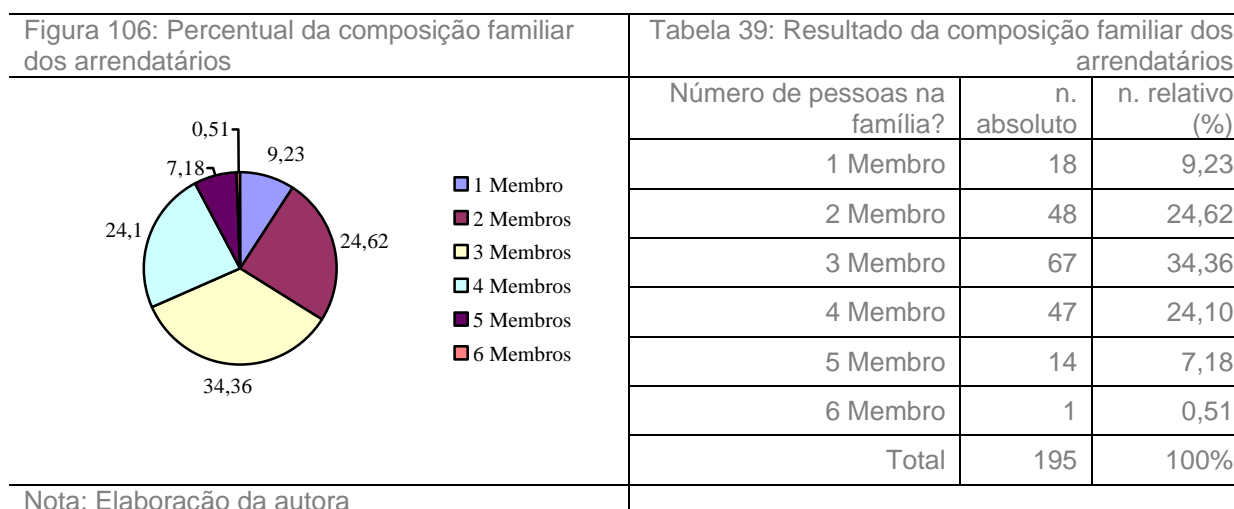 Figura 106: Percentual da composição familiar
dos arrendatários
0,51
7,18
9,23
24,1
24,62
34,36
1 Membro
2 Membros
3 Membros
4 Membros
5 Membros
6 Membros
Nota: Elaboração da autora
Tabela 39: Resultado da composição familiar dos
arrendatários
Número de pessoas na
família?
n.
absoluto
n. relativo
(%)
1 Membro 18 9,23
2 Membro 48 24,62
3 Membro 67 34,36
4 Membro 47 24,10
5 Membro 14 7,18
6 Membro 1 0,51
Total 195 100%